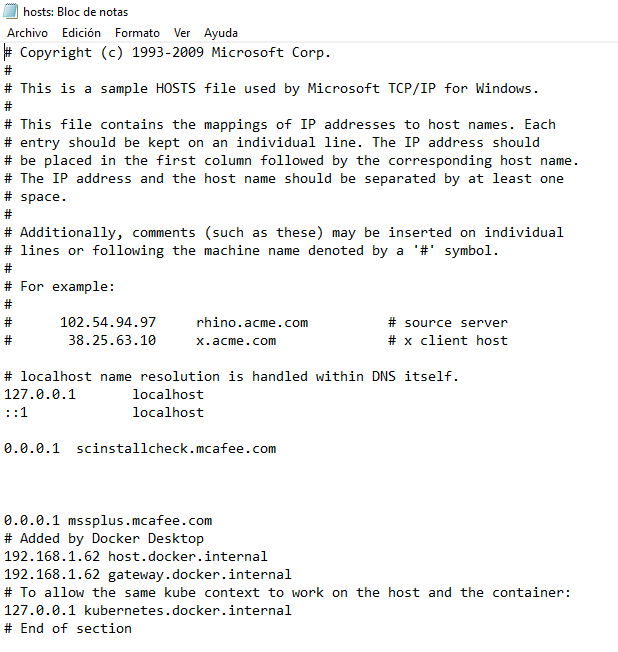 hosts: Bloc de notas
Archivo Edición Formato Ver Ayuda
# Copyright (c) 1993-2009 Microsoft Corp.
#
# This is a sample HOSTS file used by Microsoft TCP/IP for Windows.
#
# This file contains the mappings of IP addresses to host names. Each
# entry should be kept on an individual line. The IP address should
# be placed in the first column followed by the corresponding host name.
# The IP address and the host name should be separated by at least one
# space.
#
# Additionally, comments (such as these) may be inserted on individual
# lines or following the machine name denoted by a '#' symbol.
#
# For example:
#
#      102.54.94.97     rhino.acme.com          # source server
#       38.25.63.10     x.acme.com              # x client host
# localhost name resolution is handled within DNS itself.
127.0.0.1       localhost
::1             localhost
0.0.0.1  scinstallcheck.mcafee.com
0.0.0.1 mssplus.mcafee.com
# Added by Docker Desktop
192.168.1.62 host.docker.internal
192.168.1.62 gateway.docker.internal
# To allow the same kube context to work on the host and the container:
127.0.0.1 kubernetes.docker.internal
# End of section